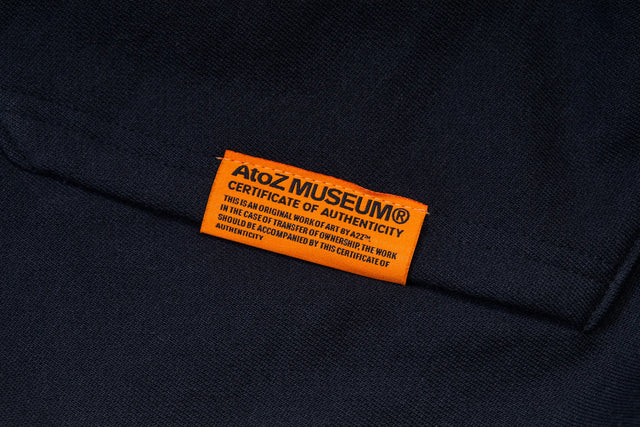 AtoZ MUSEUM®
CERTIFICATE OF AUTHENTICITY
THIS IS AN ORIGINAL WORK OF ART BY A2Z™.
IN THE CASE OF TRANSFER OF OWNERSHIP. THE WORK
SHOULD BE ACCOMPANIED BY THIS CERTIFICATE OF
AUTHENTICITY